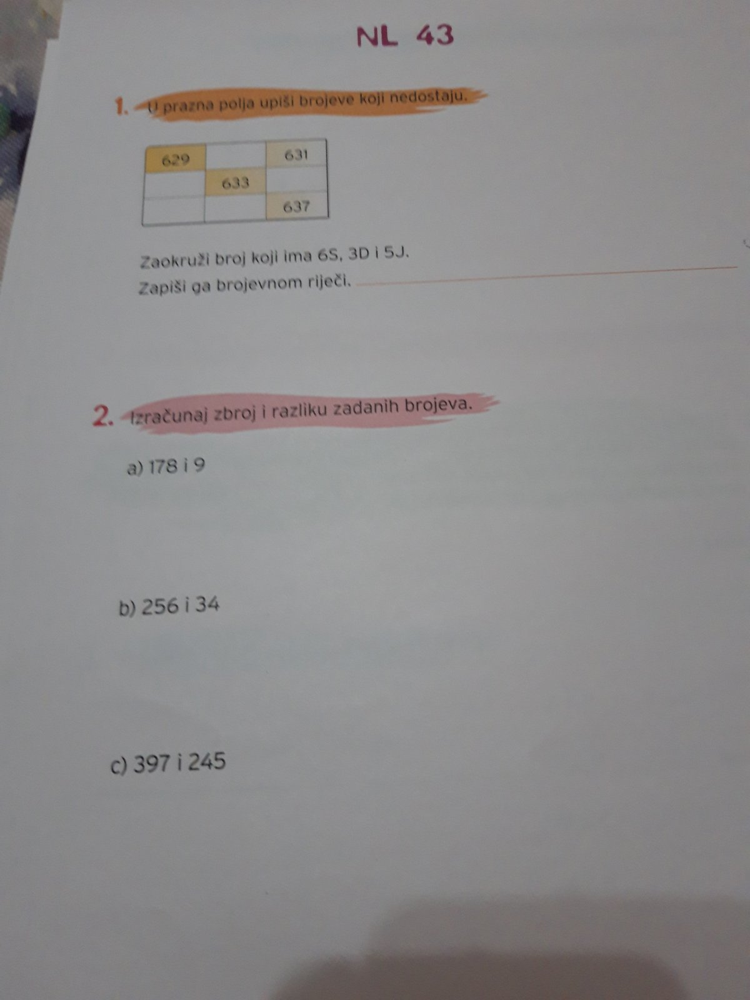 NL 43
1. U prazna polja upiši brojeve koji nedostaju.
629 631
633
637
Zaokruži broj koji ima 6S, 3D i 5J.
Zapiši ga brojevnom riječi.
2. Izračunaj zbroj i razliku zadanih brojeva.
a) 178 i 9
b) 256 i 34
c) 397 i 245